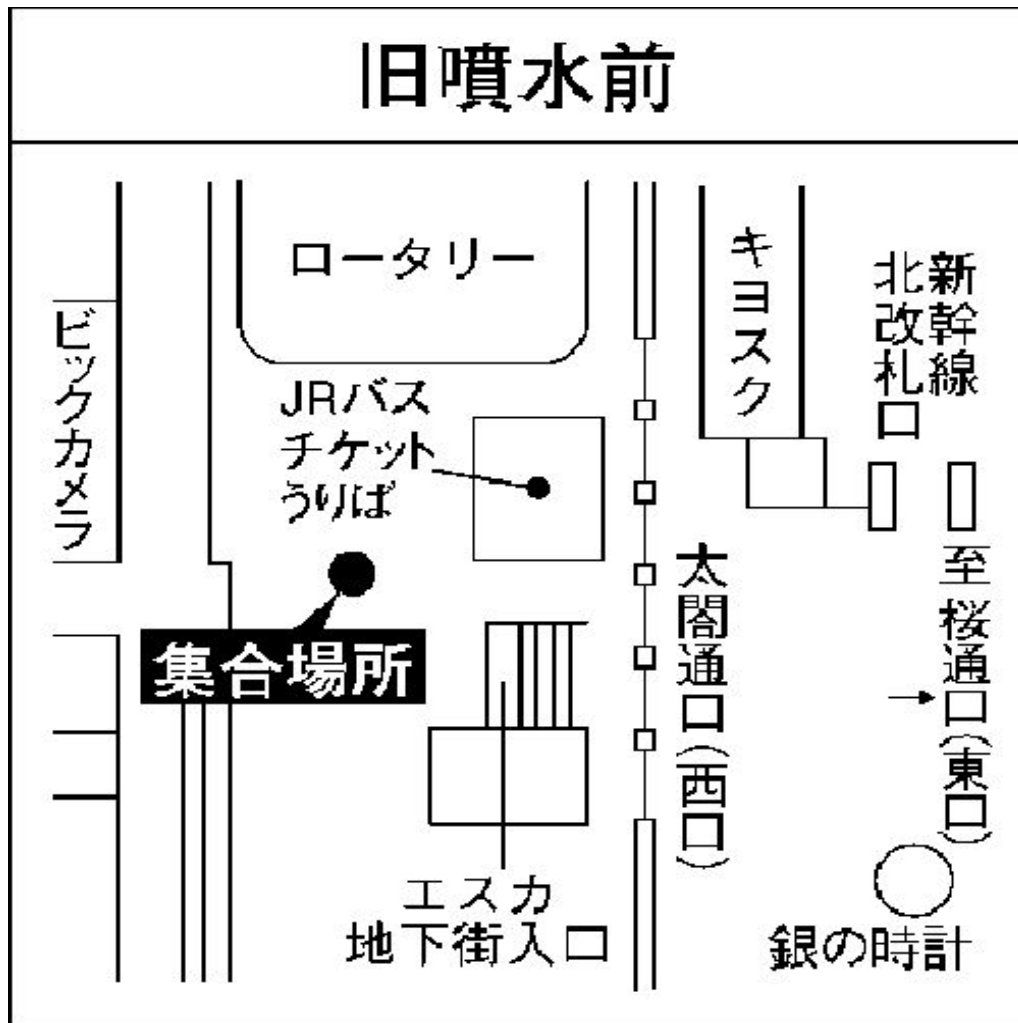 旧噴水前
ロータリー
キヨスク
新幹線
北改札口
ビックカメラ
JRバス
チケット
うりば
集合場所
太閤通口(西口)
至桜通口(東口)
エスカ
地下街入口
銀の時計